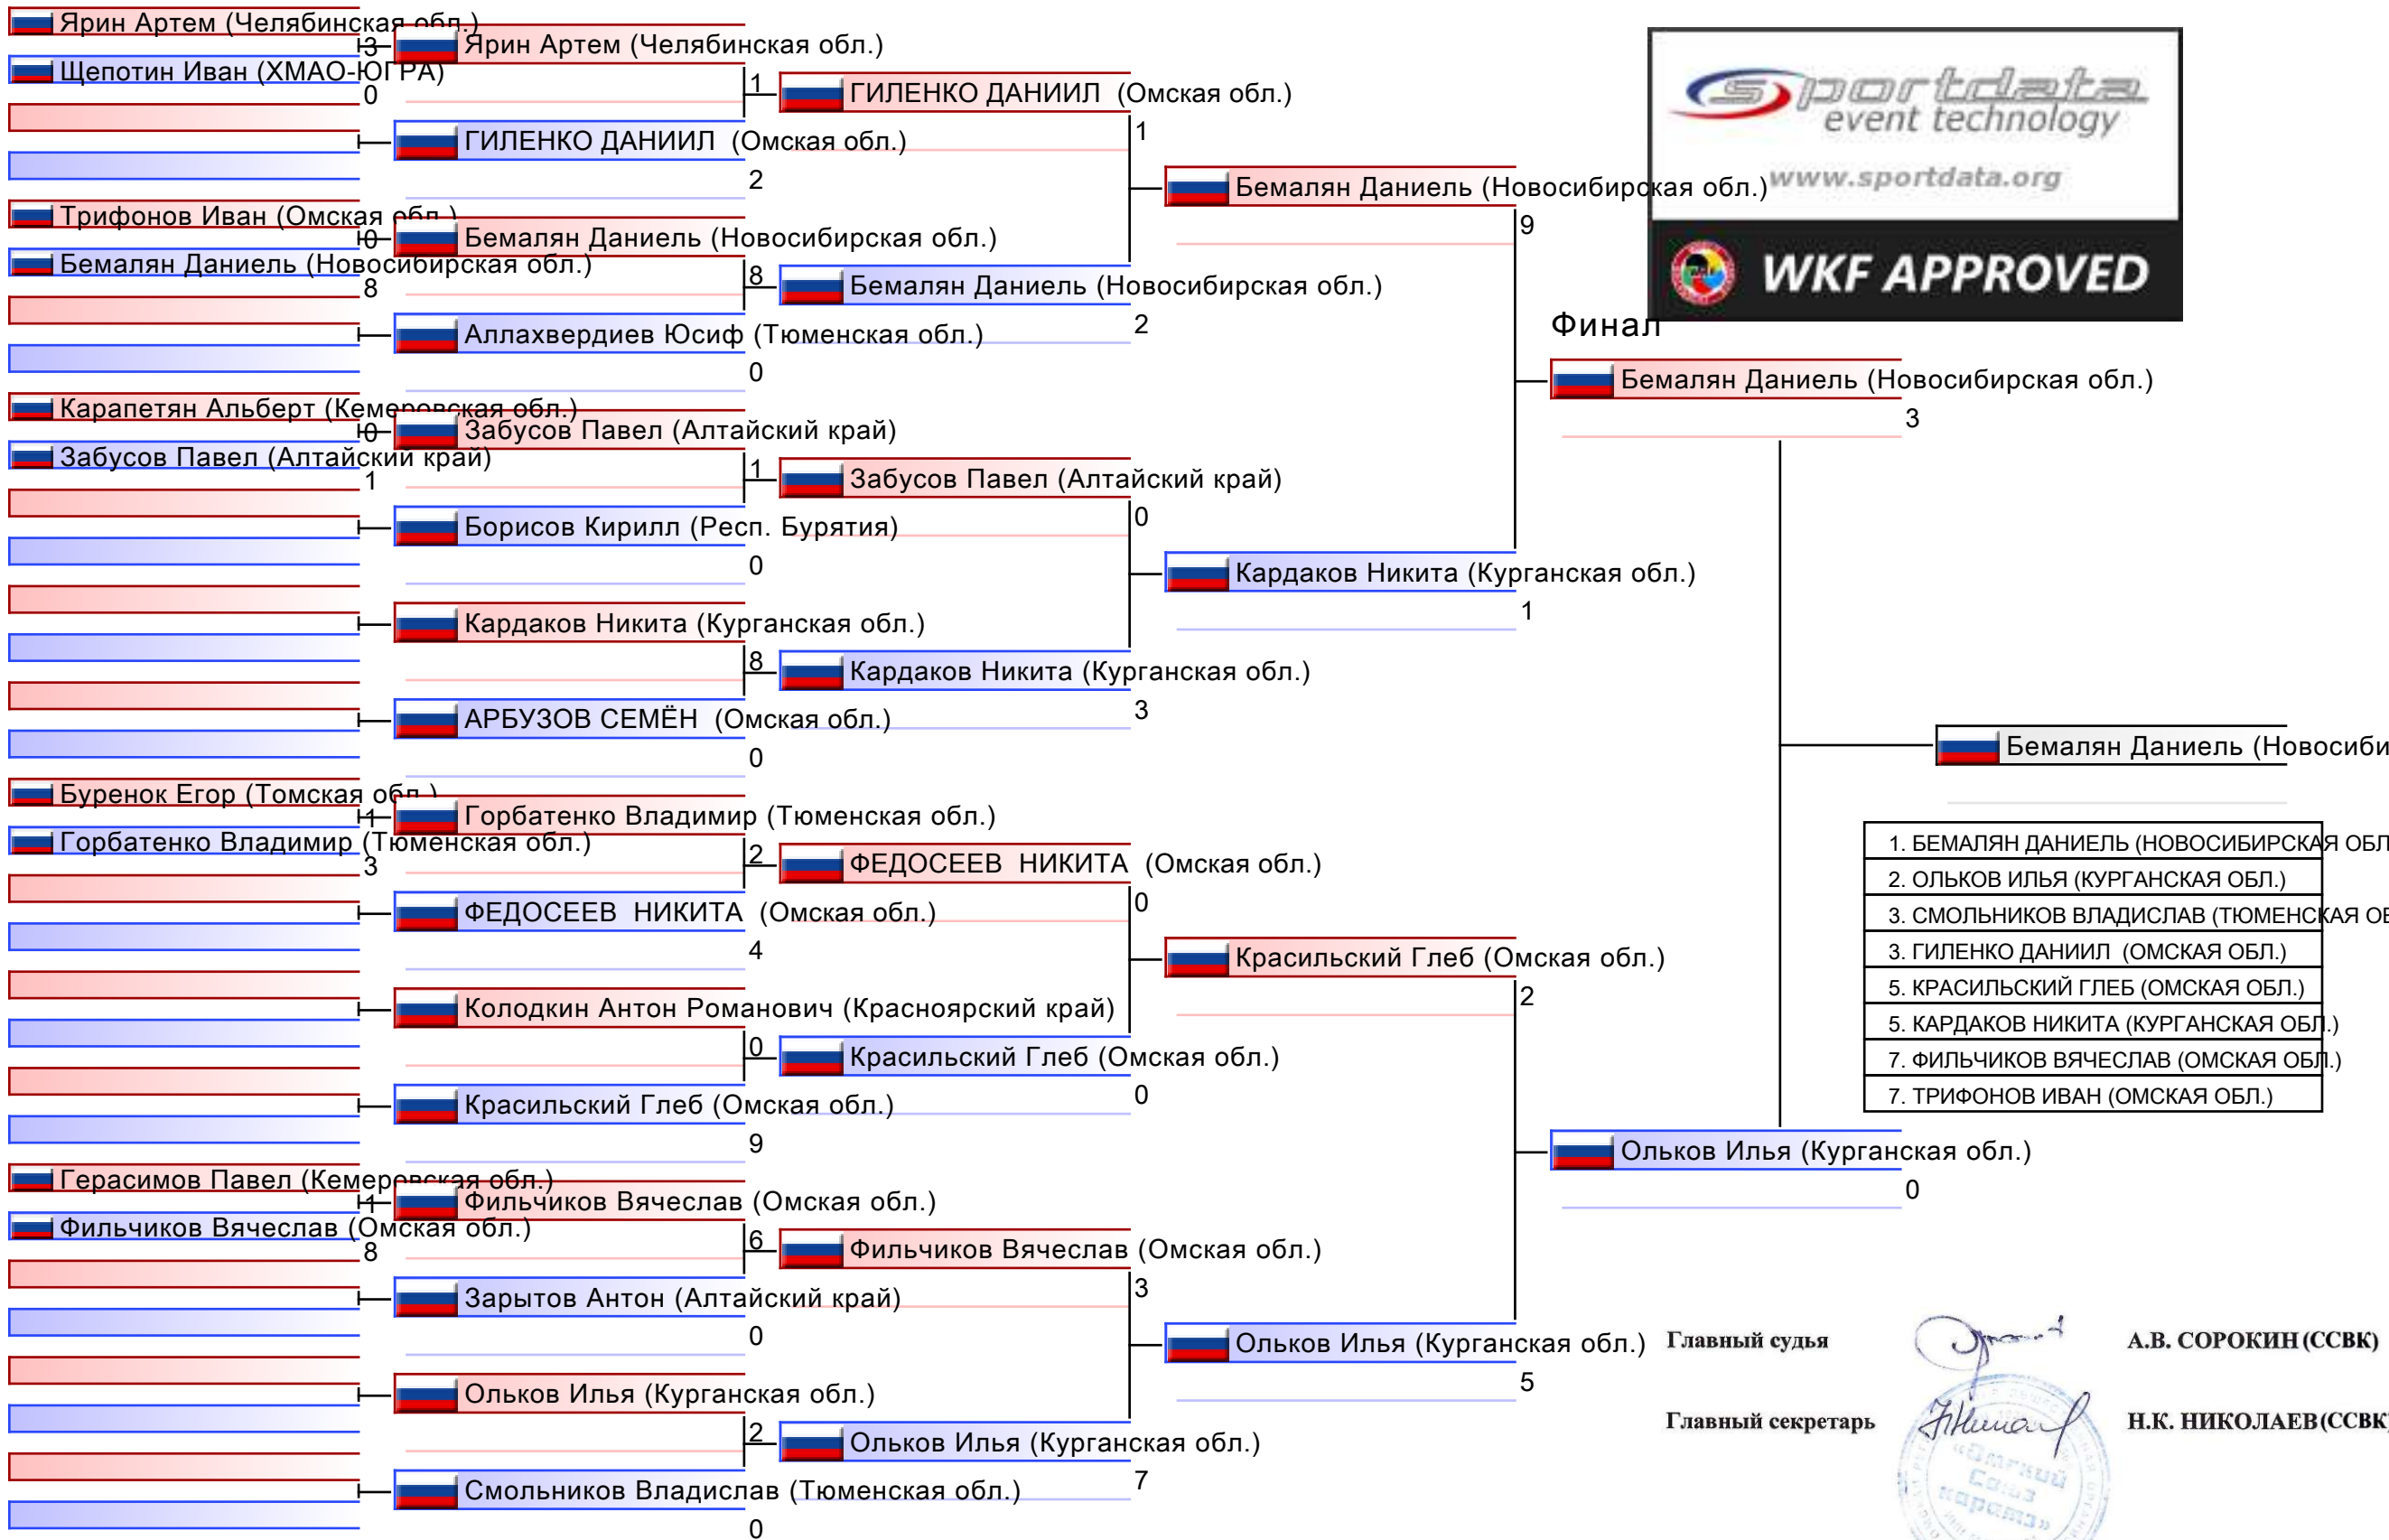 Ярин Артем (Челябинская обл.)
3
Щепотин Иван (ХМАО-ЮГРА)
0
Трифонов Иван (Омская обл.)
0
Бемалян Даниель (Новосибирская обл.)
8
Карапетян Альберт (Кемеровская обл.)
0
Забусов Павел (Алтайский край)
1
Буренок Егор (Томская обл.)
1
Горбатенко Владимир (Тюменская обл.)
3
Герасимов Павел (Кемеровская обл.)
1
Фильчиков Вячеслав (Омская обл.)
8
Ярин Артем (Челябинская обл.)
1
ГИЛЕНКО ДАНИИЛ (Омская обл.)
2
Бемалян Даниель (Новосибирская обл.)
8
Аллахвердиев Юсиф (Тюменская обл.)
0
Забусов Павел (Алтайский край)
1
Борисов Кирилл (Респ. Бурятия)
0
Кардаков Никита (Курганская обл.)
8
АРБУЗОВ СЕМЁН (Омская обл.)
0
Горбатенко Владимир (Тюменская обл.)
2
ФЕДОСЕЕВ НИКИТА (Омская обл.)
4
Колодкин Антон Романович (Красноярский край)
0
Красильский Глеб (Омская обл.)
9
Фильчиков Вячеслав (Омская обл.)
6
Зарытов Антон (Алтайский край)
0
Ольков Илья (Курганская обл.)
2
Смольников Владислав (Тюменская обл.)
0
ГИЛЕНКО ДАНИИЛ (Омская обл.)
1
Бемалян Даниель (Новосибирская обл.)
2
Забусов Павел (Алтайский край)
0
Кардаков Никита (Курганская обл.)
3
ФЕДОСЕЕВ НИКИТА (Омская обл.)
0
Красильский Глеб (Омская обл.)
0
Фильчиков Вячеслав (Омская обл.)
3
Ольков Илья (Курганская обл.)
7
Бемалян Даниель (Новосибирская обл.)
9
Кардаков Никита (Курганская обл.)
1
Красильский Глеб (Омская обл.)
2
Ольков Илья (Курганская обл.)
5
sportdata
event technology
www.sportdata.org
WKF APPROVED
Финал
Бемалян Даниель (Новосибирская обл.)
3
Ольков Илья (Курганская обл.)
0
Бемалян Даниель (Новосиби
1. БЕМАЛЯН ДАНИЕЛЬ (НОВОСИБИРСКАЯ ОБЛ
2. ОЛЬКОВ ИЛЬЯ (КУРГАНСКАЯ ОБЛ.)
3. СМОЛЬНИКОВ ВЛАДИСЛАВ (ТЮМЕНСКАЯ ОБ
3. ГИЛЕНКО ДАНИИЛ (ОМСКАЯ ОБЛ.)
5. КРАСИЛЬСКИЙ ГЛЕБ (ОМСКАЯ ОБЛ.)
5. КАРДАКОВ НИКИТА (КУРГАНСКАЯ ОБЛ.)
7. ФИЛЬЧИКОВ ВЯЧЕСЛАВ (ОМСКАЯ ОБЛ.)
7. ТРИФОНОВ ИВАН (ОМСКАЯ ОБЛ.)
Главный судья
А.В. СОРОКИН (ССВК)
Главный секретарь
Н.К. НИКОЛАЕВ (ССВК)
«Омский
Союз
каратэ»